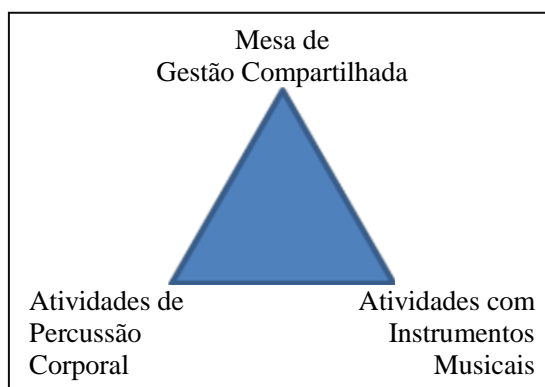 Mesa de
Gestão Compartilhada
Atividades de
Percussão
Corporal
Atividades com
Instrumentos
Musicais